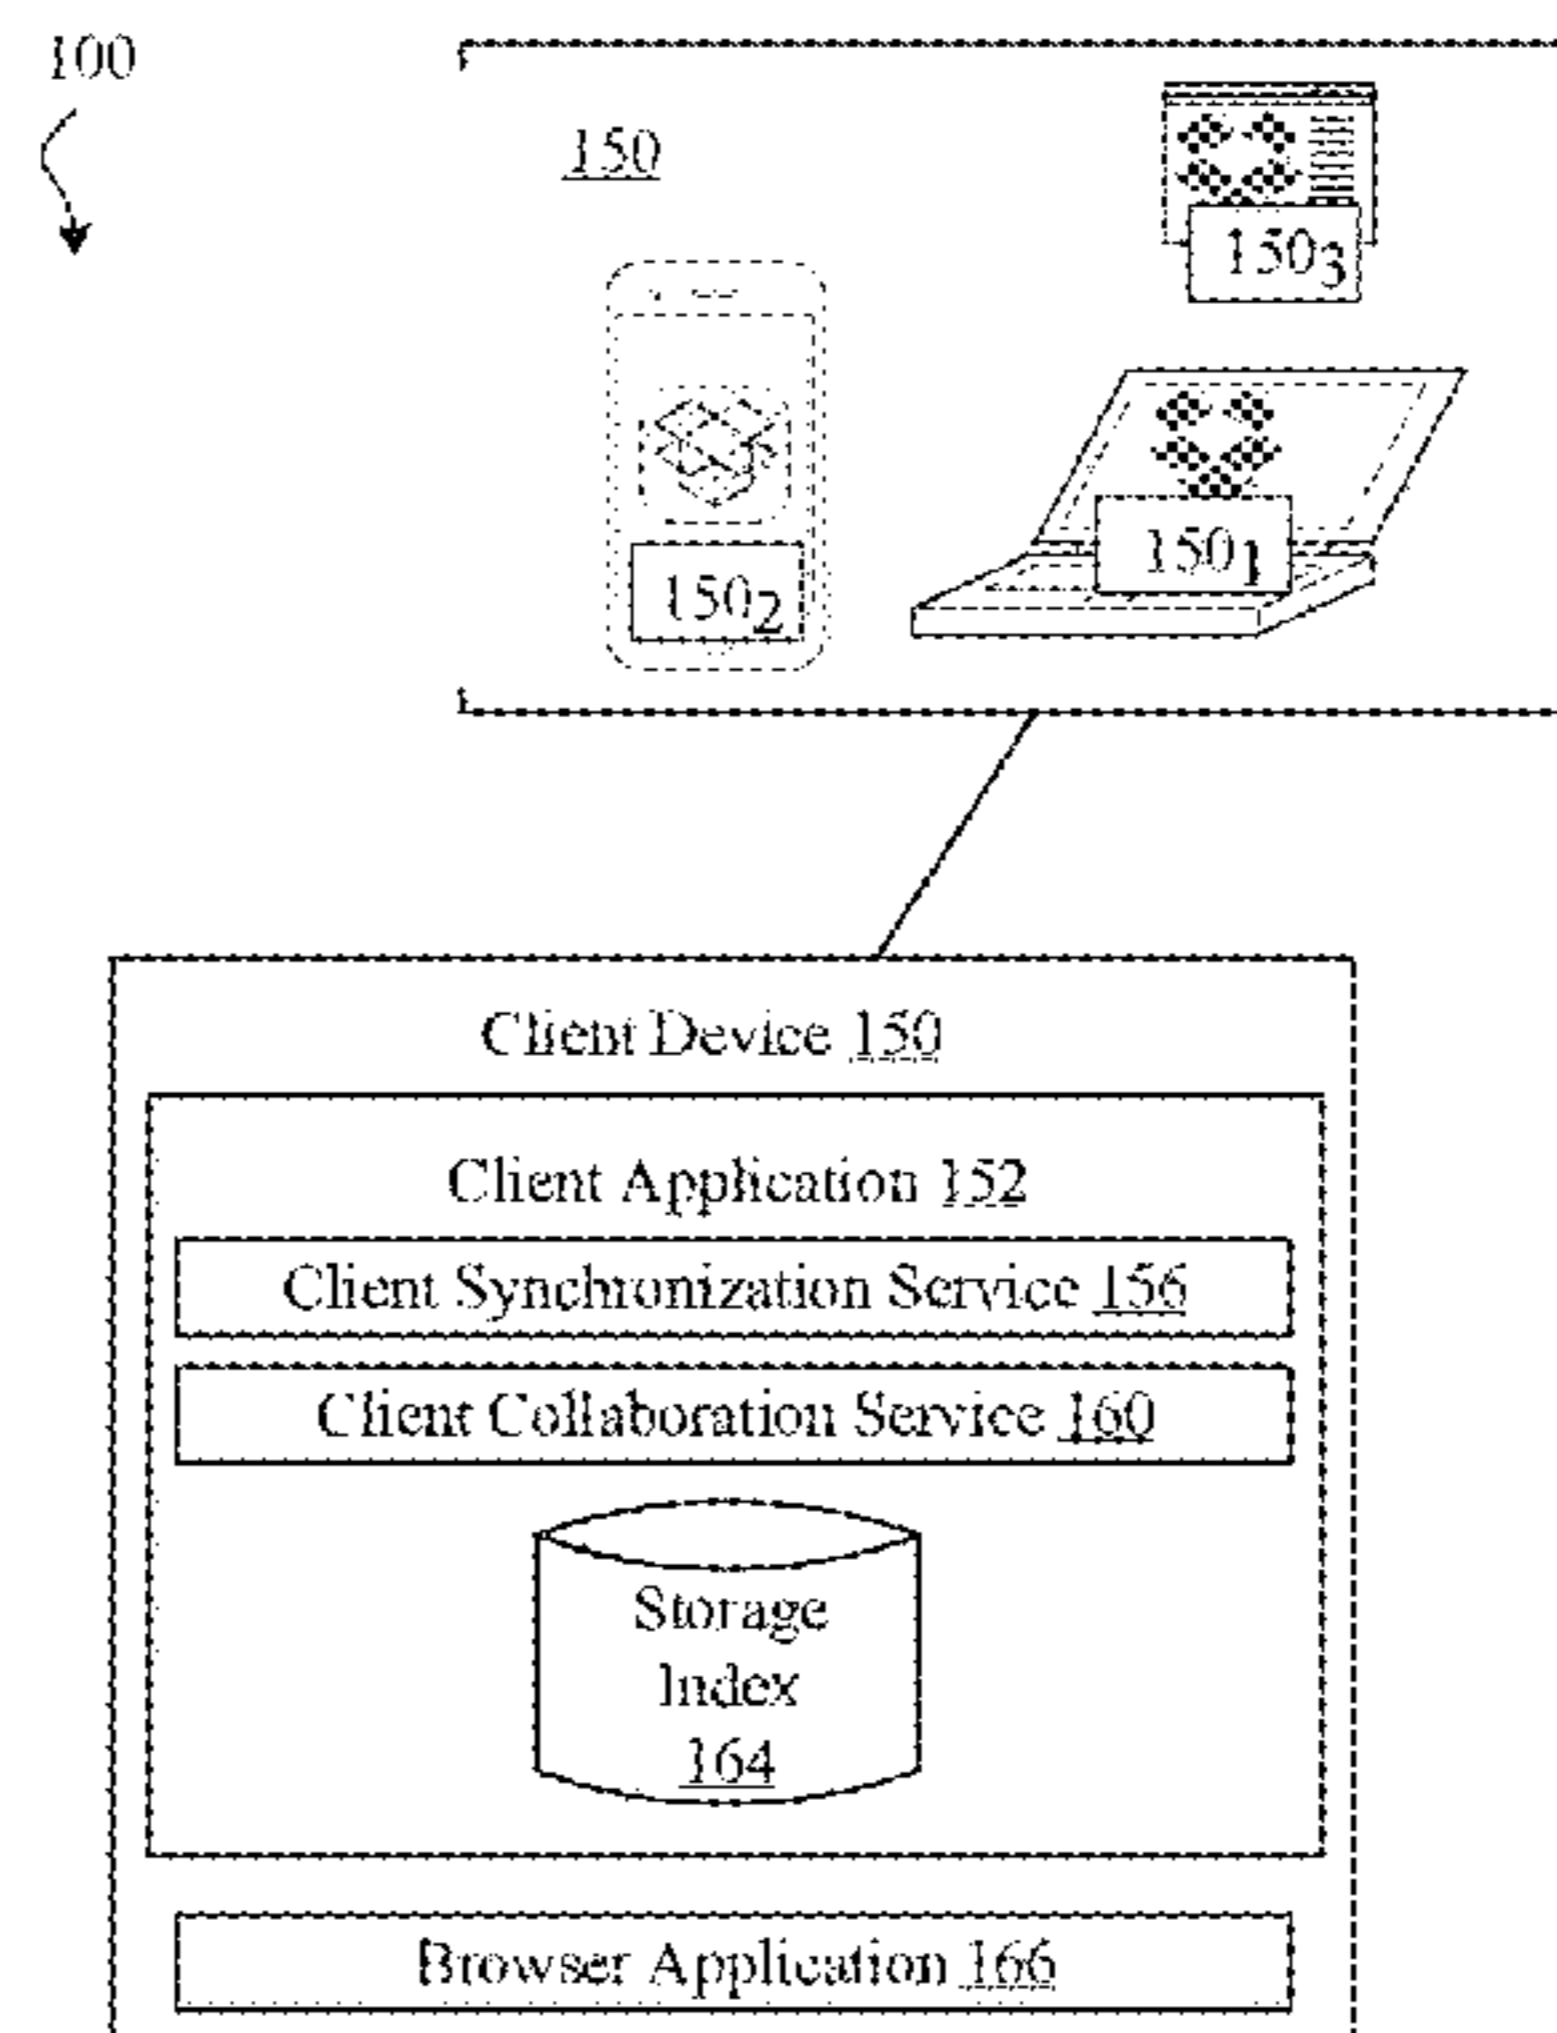 100
150
150₃
150₁
150₂
Client Device 150
Client Application 152
Client Synchronization Service 156
Client Collaboration Service 160
Storage
Index
164
Browser Application 166